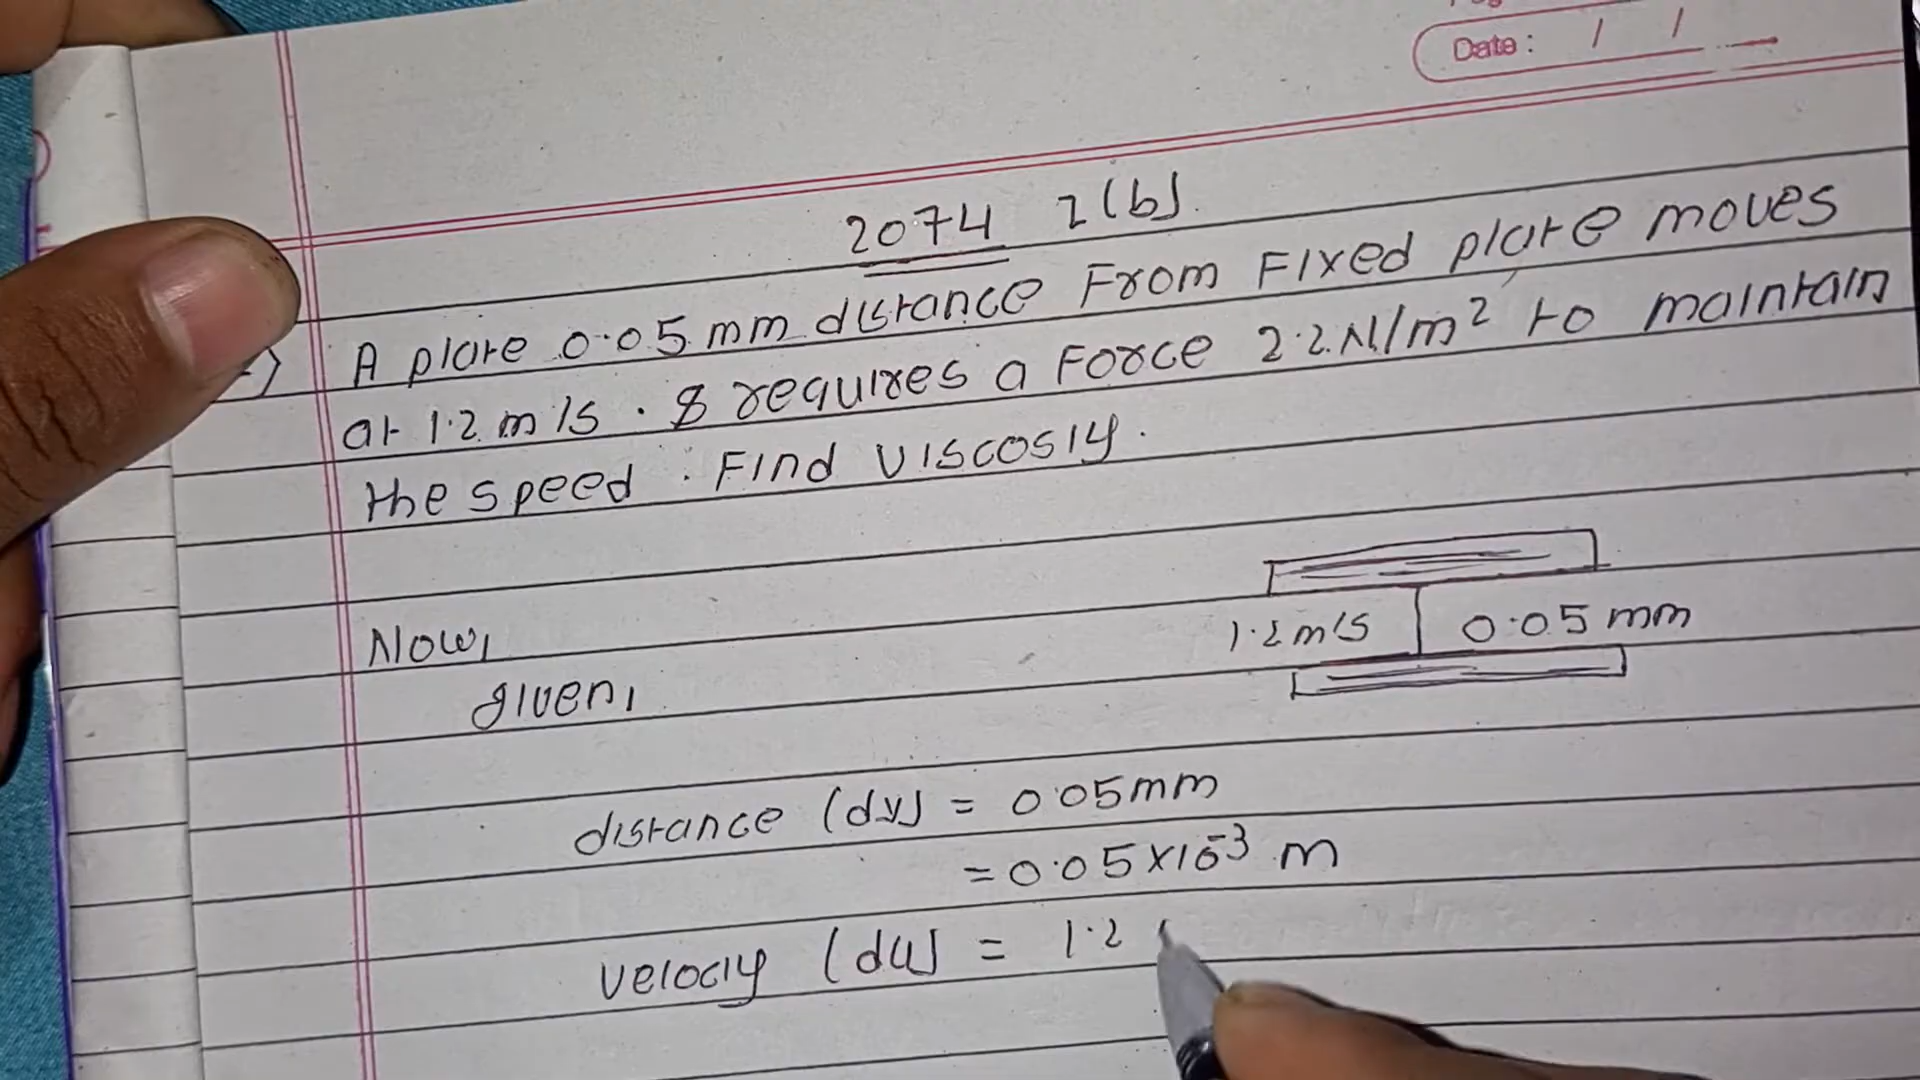 Date : / /
2074 2(b)
A plate 0.05 mm distance From Fixed plate moves
at 1.2 m/s . & requires a Force 2.2 N/m² to maintain
the speed . Find viscosity.
1.2 m/s 0.05 mm
Now,
given,
distance (dy) = 0.05mm
= 0.05×10⁻³ m
velocity (du) = 1.2